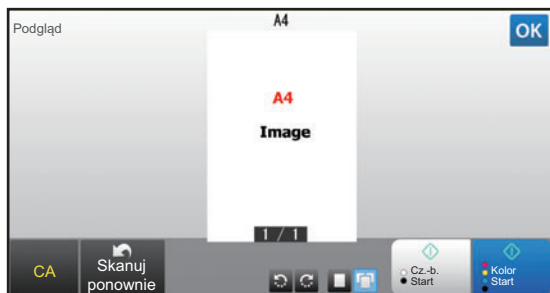 Podgląd
A4
OK
A4
Image
1 / 1
CA
Skanuj
ponownie
Cz.-b.
Start
Kolor
Start